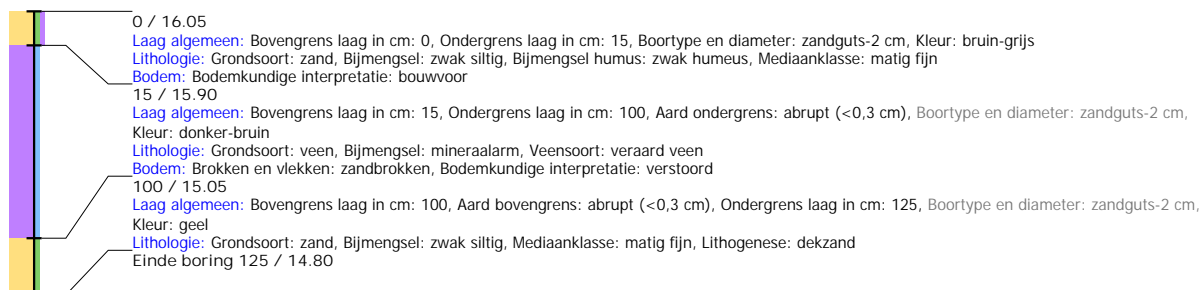 0 / 16.05
Laag algemeen: Bovengrens laag in cm: 0, Ondergrens laag in cm: 15, Boortype en diameter: zandguts-2 cm, Kleur: bruin-grijs
Lithologie: Grondsoort: zand, Bijmengsel: zwak siltig, Bijmengsel humus: zwak humeus, Mediaanklasse: matig fijn
Bodem: Bodemkundige interpretatie: bouwvoor
15 / 15.90
Laag algemeen: Bovengrens laag in cm: 15, Ondergrens laag in cm: 100, Aard ondergrens: abrupt (<0,3 cm), Boortype en diameter: zandguts-2 cm,
Kleur: donker-bruin
Lithologie: Grondsoort: veen, Bijmengsel: mineraalarm, Veensoort: veraard veen
Bodem: Brokken en vlekken: zandbrokken, Bodemkundige interpretatie: verstoord
100 / 15.05
Laag algemeen: Bovengrens laag in cm: 100, Aard bovengrens: abrupt (<0,3 cm), Ondergrens laag in cm: 125, Boortype en diameter: zandguts-2 cm,
Kleur: geel
Lithologie: Grondsoort: zand, Bijmengsel: zwak siltig, Mediaanklasse: matig fijn, Lithogenese: dekzand
Einde boring 125 / 14.80